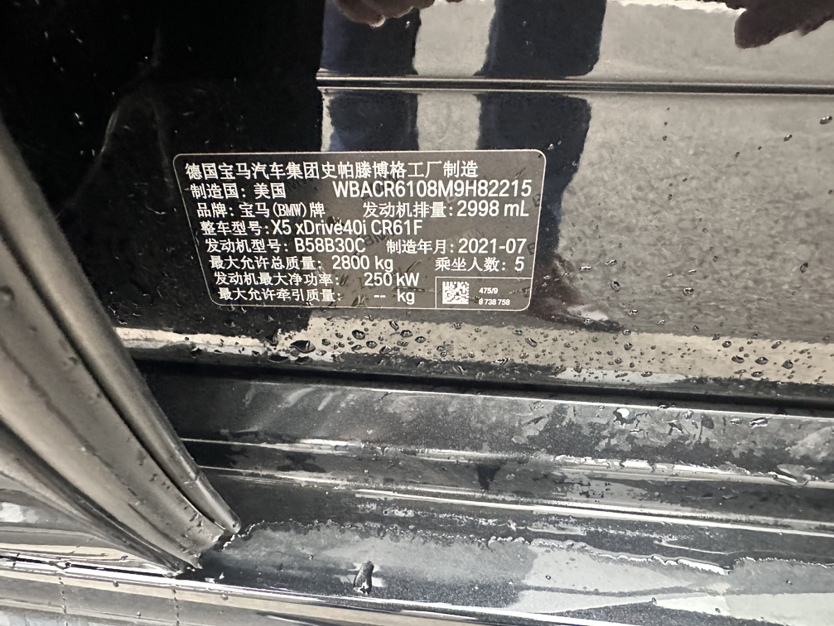 德国宝马汽车集团史帕滕博格工厂制造
制造国：美国 WBACR6108M9H82215
品牌：宝马(BMW)牌 发动机排量：2998 mL
整车型号：X5 xDrive40i CR61F
发动机型号：B58B30C 制造年月：2021-07
最大允许总质量：2800 kg 乘坐人数：5
发动机最大净功率：250 kW
最大允许牵引质量：-- kg
475/9
8 738 758